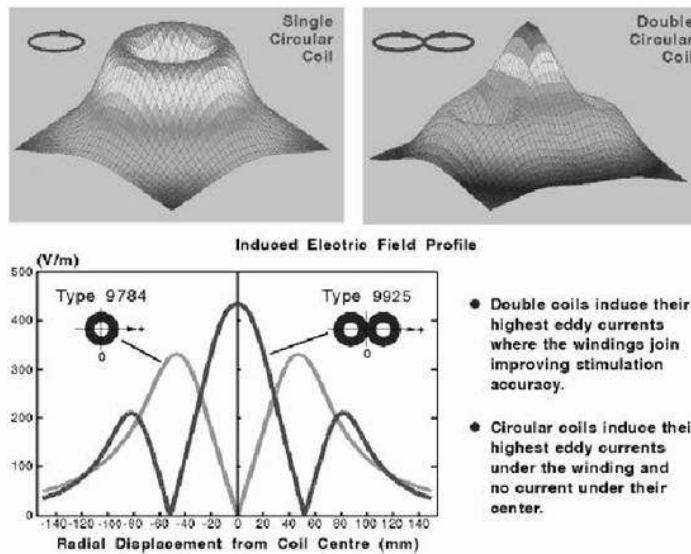 Single
Circular
Coil
Double
Circular
Coil
Induced Electric Field Profile
(V/m)
500
400
300
200
100
0
Type 9784
0
+
Type 9925
0
+
-140-120-100 -80 -60 -40 -20 0 20 40 60 80 100 120 140
Radial Displacement from Coil Centre (mm)
● Double coils induce their
highest eddy currents
where the windings join
improving stimulation
accuracy.
● Circular coils induce thei
highest eddy currents
under the winding and
no current under their
center.